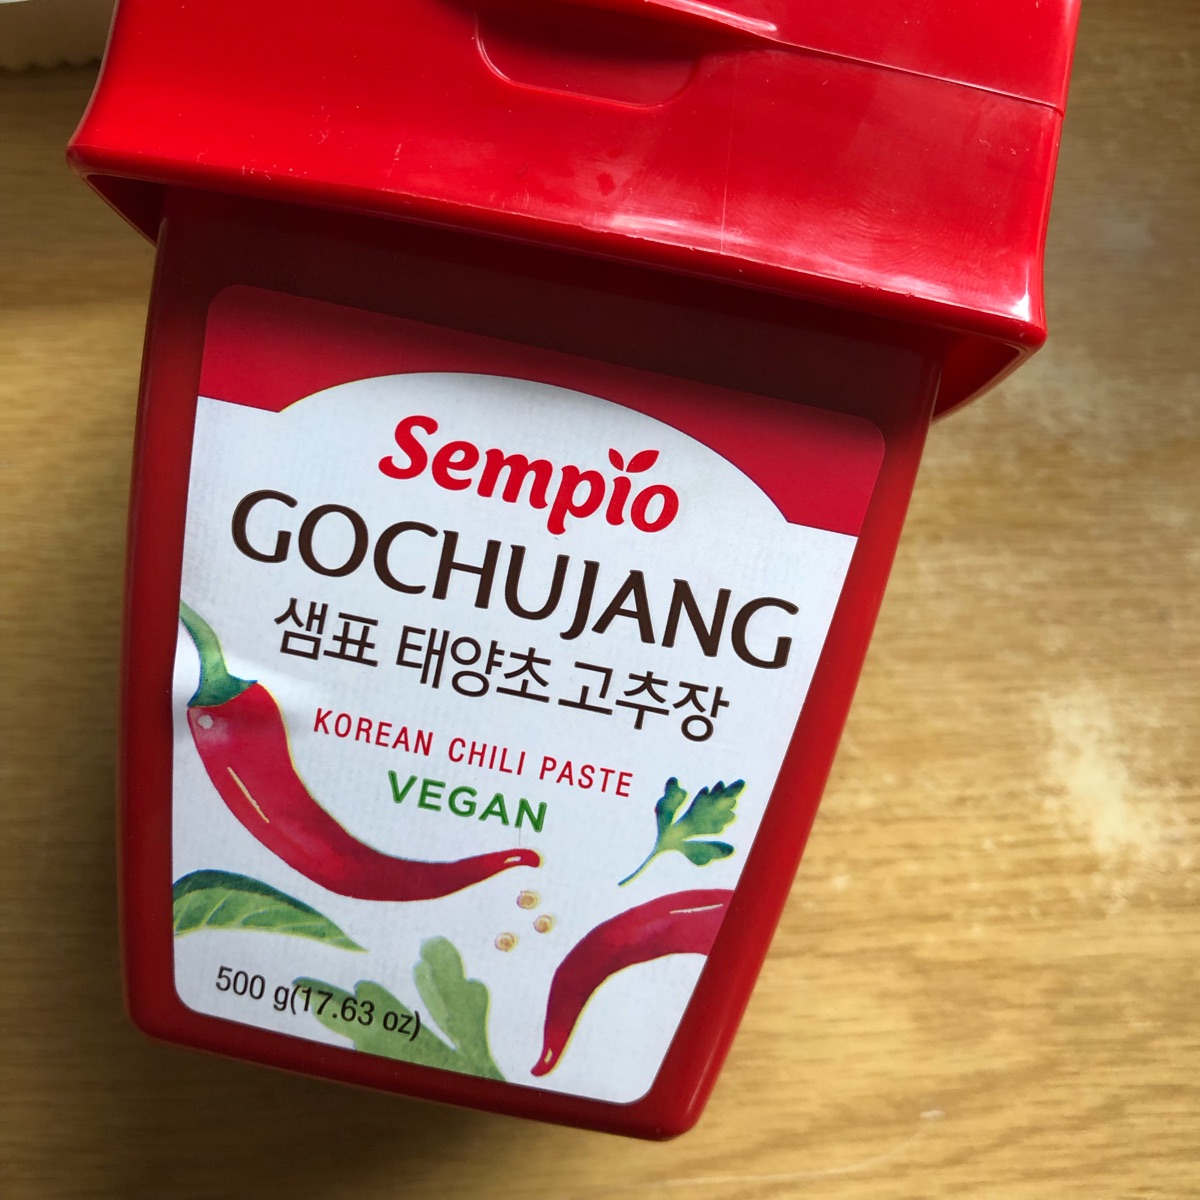 Sempio
GOCHUJANG
샘표 태양초 고추장
KOREAN CHILI PASTE
VEGAN
500 g(17.63 oz)